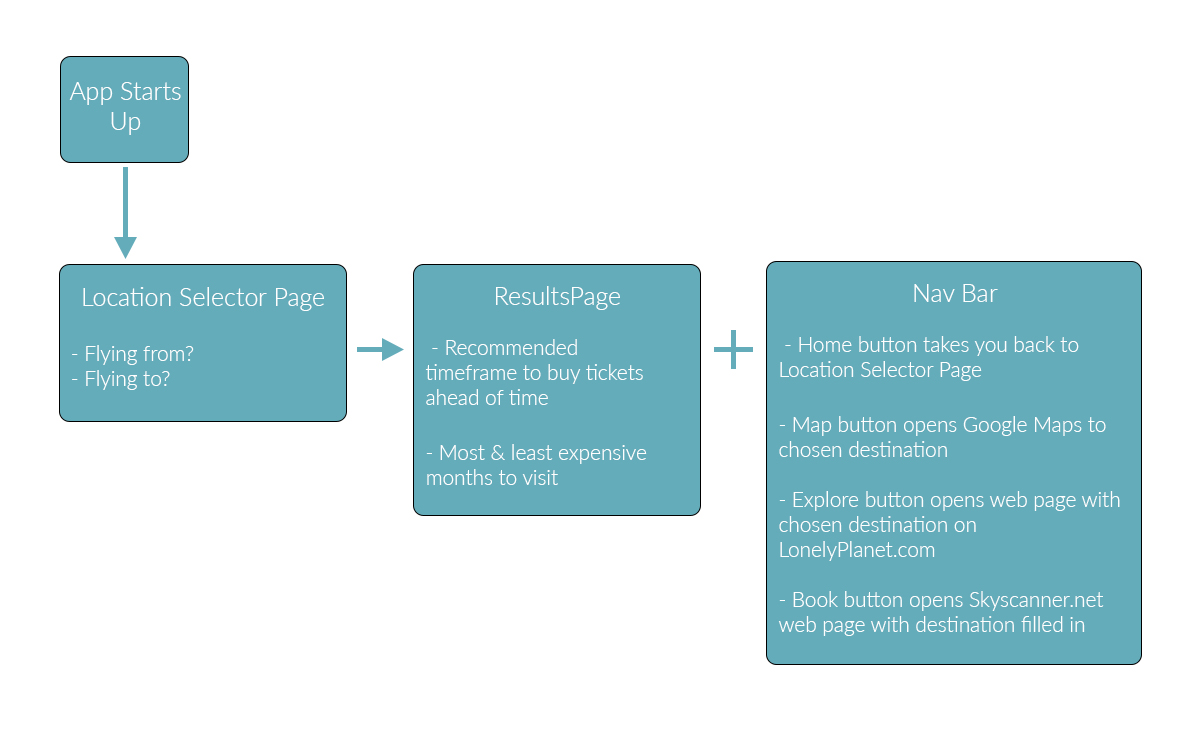 App Starts
Up
Location Selector Page
- Flying from?
- Flying to?
ResultsPage
- Recommended
timeframe to buy tickets
ahead of time
- Most & least expensive
months to visit
Nav Bar
- Home button takes you back to
Location Selector Page
- Map button opens Google Maps to
chosen destination
- Explore button opens web page with
chosen destination on
LonelyPlanet.com
- Book button opens Skyscanner.net
web page with destination filled in